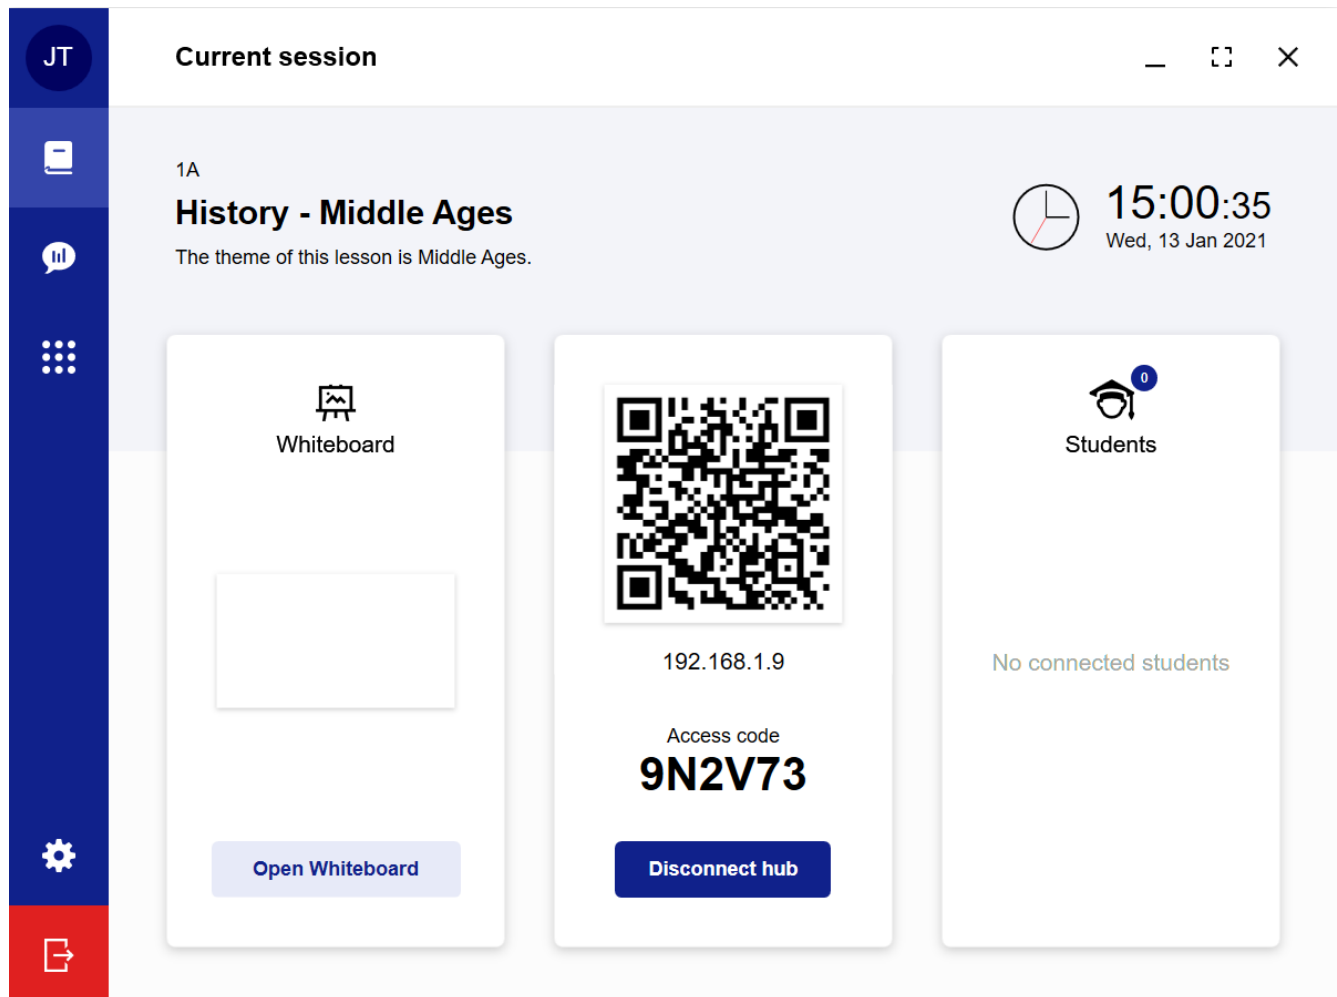 JT
Current session
1A
History - Middle Ages
The theme of this lesson is Middle Ages.
15:00:35
Wed, 13 Jan 2021
Whiteboard
Open Whiteboard
192.168.1.9
Access code
9N2V73
Disconnect hub
0
Students
No connected students